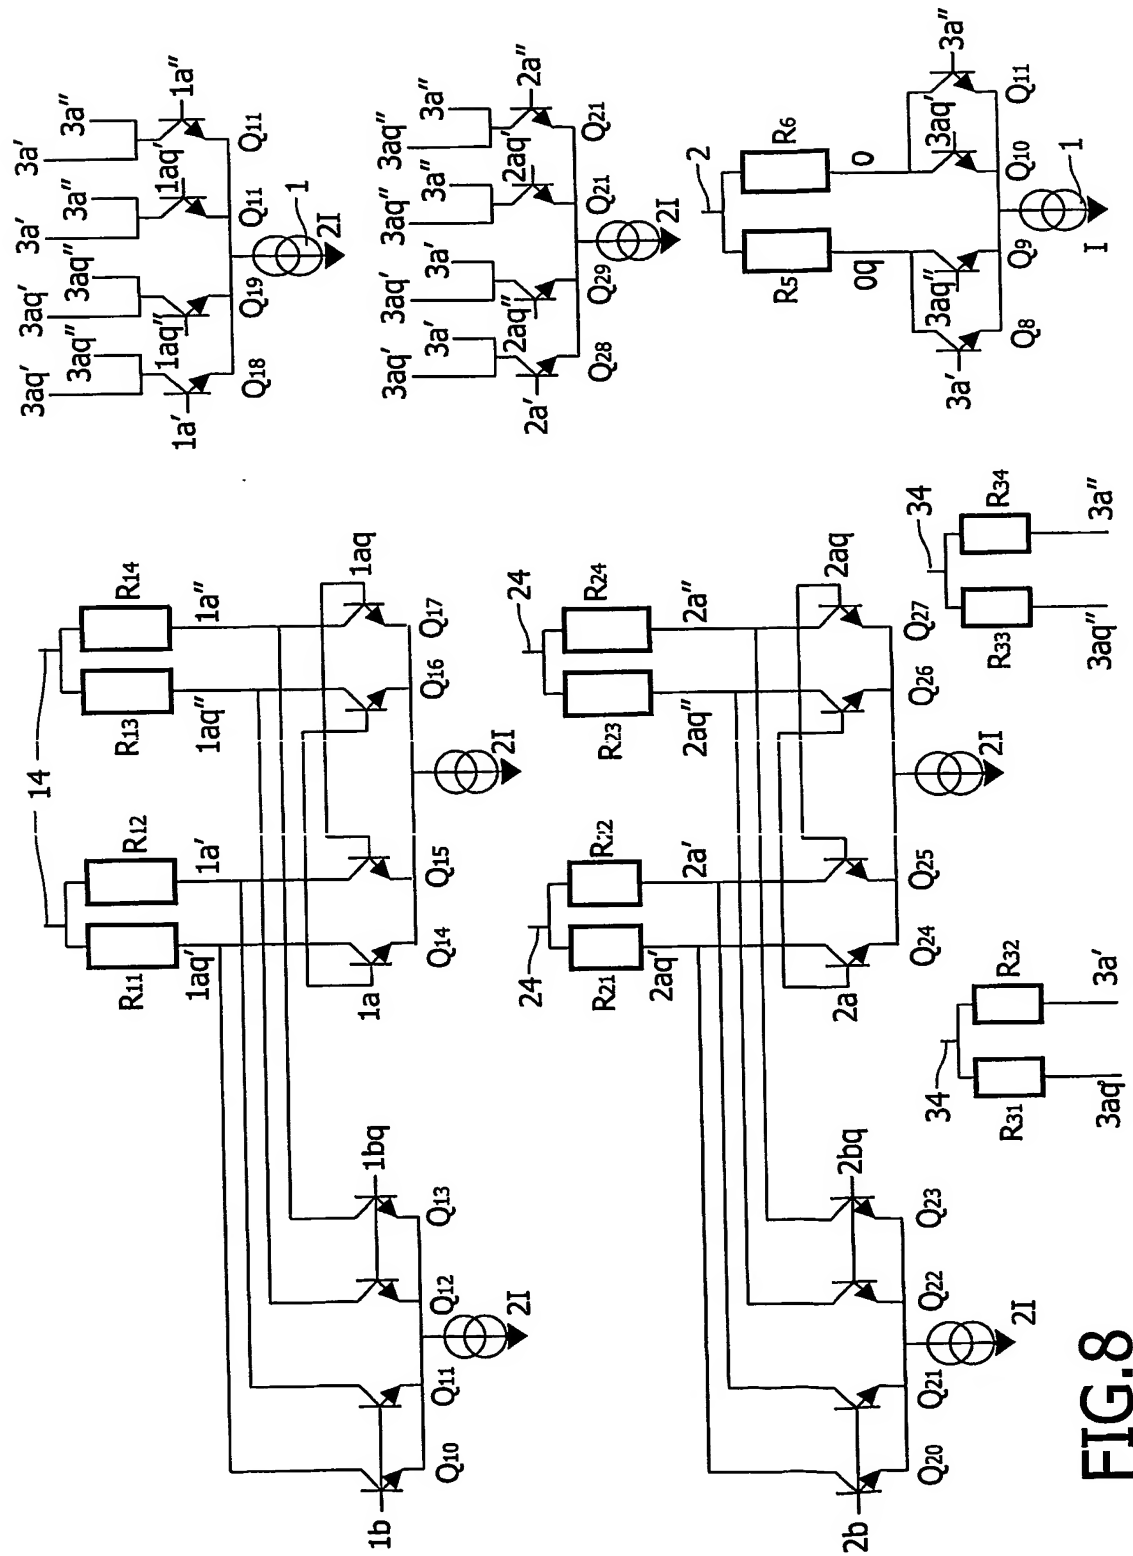 3a' 3a' 3aq' 3aq'
3a" 3a" 3aq" 3aq"
1a' 1aq" 1aq' 1a"
Q18 Q19 Q11 Q11
1
2I
3aq' 3aq' 3aq" 3aq"
3a' 3a' 3a" 3a"
2a' 2aq" 2aq' 2a"
Q28 Q29 Q21 Q21
2I
2
R5 R6
0q 0
3a' 3aq" 3aq' 3a"
Q8 Q9 Q10 Q11
I 1
14
R11 R12 R13 R14
1aq' 1a' 1aq" 1a"
1a 1aq
Q14 Q15 Q16 Q17
2I
1b 1bq
Q10 Q11 Q12 Q13
2I
24 24
R21 R22 R23 R24
2aq' 2a' 2aq" 2a"
2a 2aq
Q24 Q25 Q26 Q27
2I
2b 2bq
Q20 Q21 Q22 Q23
2I
34 34
R31 R32 R33 R34
3aq' 3a' 3aq" 3a"
FIG.8